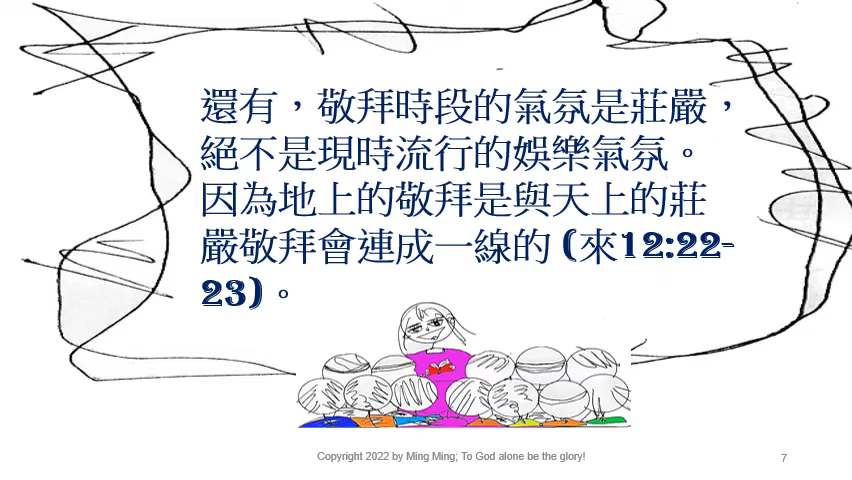 還有，敬拜時段的氣氛是莊嚴，
絕不是現時流行的娛樂氣氛。
因為地上的敬拜是與天上的莊
嚴敬拜會連成一線的 (來12:22-
23)。
Copyright 2022 by Ming Ming; To God alone be the glory!
7